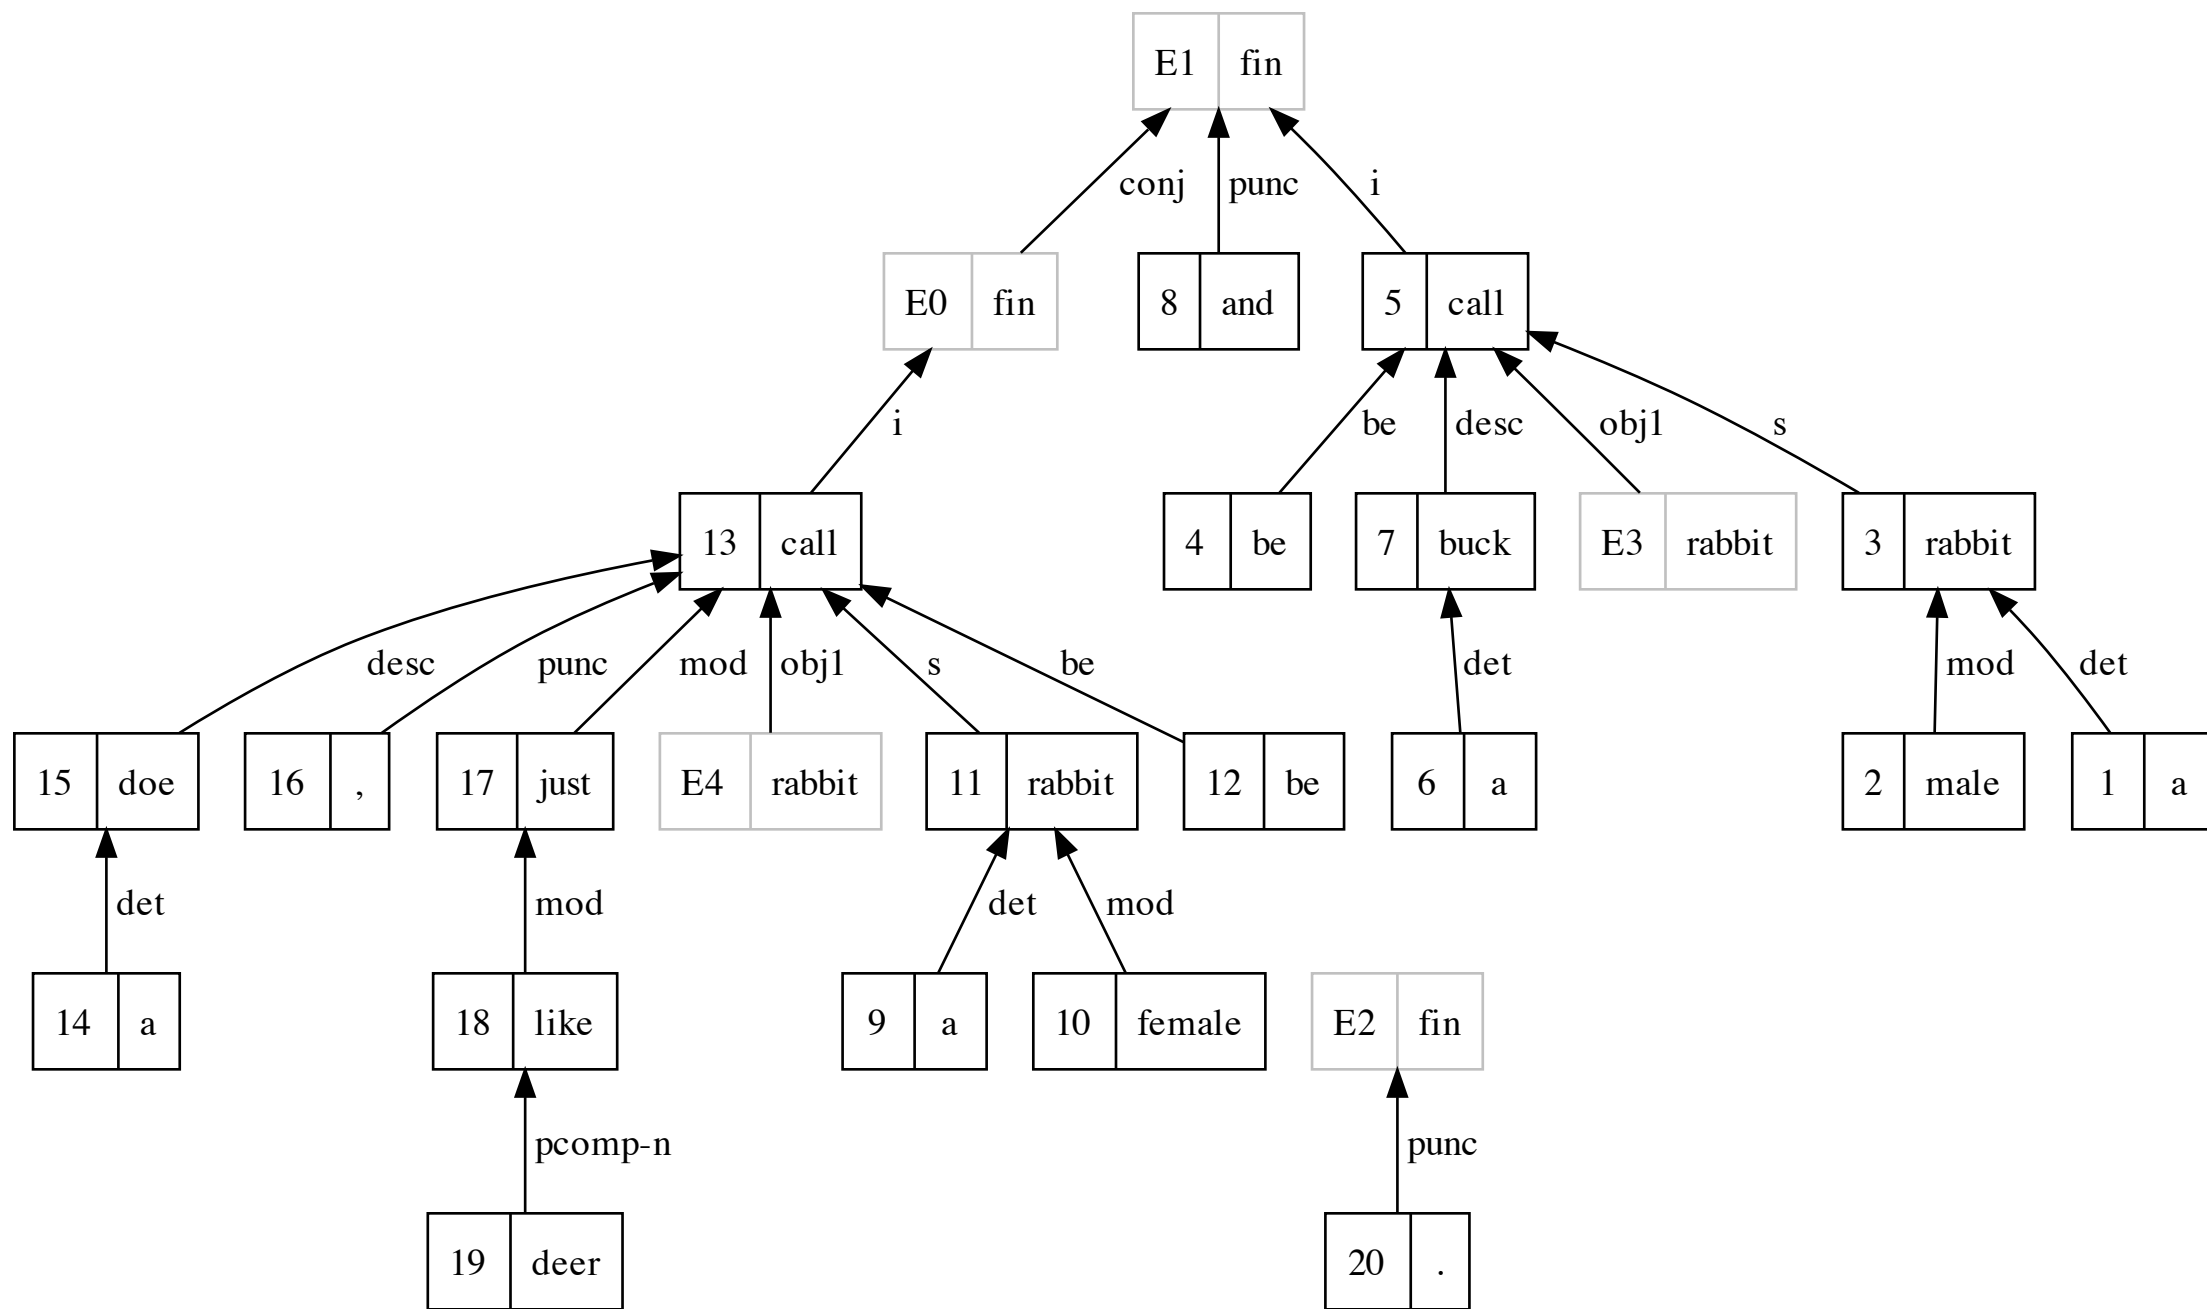 E1 fin
conj punc i
E0 fin 8 and 5 call
i be desc obj1 s
13 call 4 be 7 buck E3 rabbit 3 rabbit
desc punc mod obj1 s be det mod det
15 doe 16 , 17 just E4 rabbit 11 rabbit 12 be 6 a 2 male 1 a
det mod det mod
14 a 18 like 9 a 10 female E2 fin
pcomp-n punc
19 deer 20 .